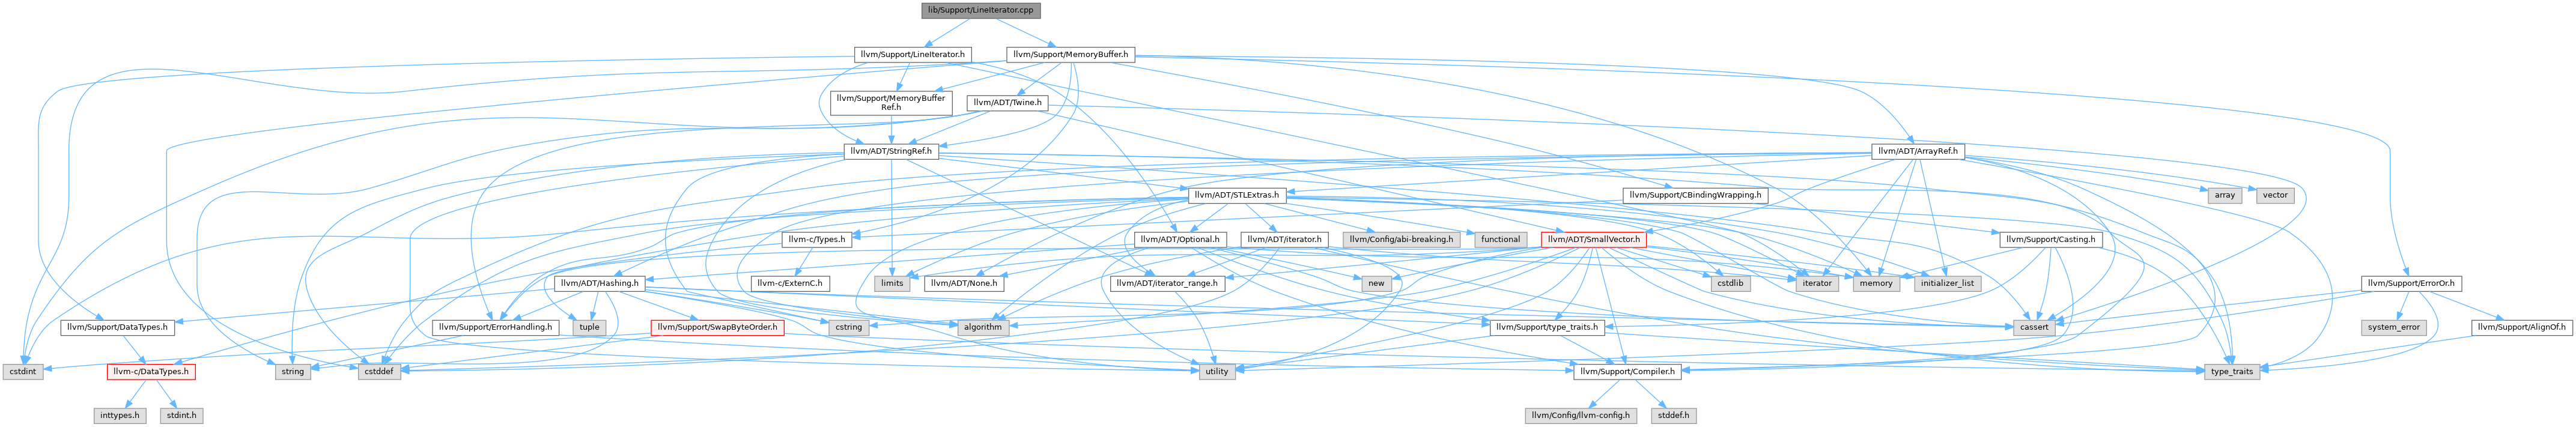 lib/Support/LineIterator.cpp
llvm/Support/LineIterator.h
llvm/Support/MemoryBuffer.h
llvm/Support/MemoryBuffer
Ref.h
llvm/ADT/Twine.h
llvm/ADT/StringRef.h
llvm/ADT/ArrayRef.h
llvm/ADT/STLExtras.h
llvm/Support/CBindingWrapping.h
array
vector
llvm-c/Types.h
llvm/ADT/Optional.h
llvm/ADT/iterator.h
llvm/Config/abi-breaking.h
functional
llvm/ADT/SmallVector.h
llvm/Support/Casting.h
llvm/ADT/Hashing.h
llvm-c/ExternC.h
limits
llvm/ADT/None.h
llvm/ADT/iterator_range.h
new
cstdlib
iterator
memory
initializer_list
llvm/Support/ErrorOr.h
llvm/Support/DataTypes.h
llvm/Support/ErrorHandling.h
tuple
llvm/Support/SwapByteOrder.h
cstring
algorithm
llvm/Support/type_traits.h
cassert
system_error
llvm/Support/AlignOf.h
cstdint
llvm-c/DataTypes.h
string
cstddef
utility
llvm/Support/Compiler.h
type_traits
inttypes.h
stdint.h
llvm/Config/llvm-config.h
stddef.h